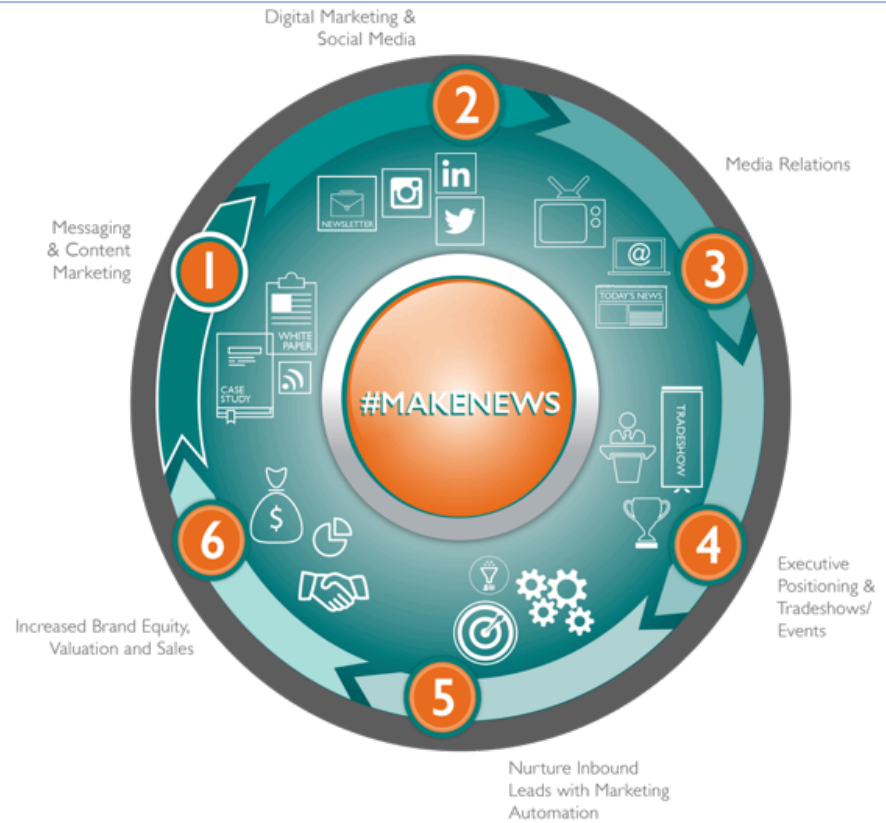 Digital Marketing &
Social Media
2
Media Relations
3
Messaging
& Content
Marketing
1
NEWSLETTER
in
@
TODAY'S NEWS
WHITE
PAPER
CASE
STUDY
#MAKENEWS
TRADESHOW
4
Executive
Positioning &
Tradeshows/
Events
$
6
Increased Brand Equity,
Valuation and Sales
5
Nurture Inbound
Leads with Marketing
Automation